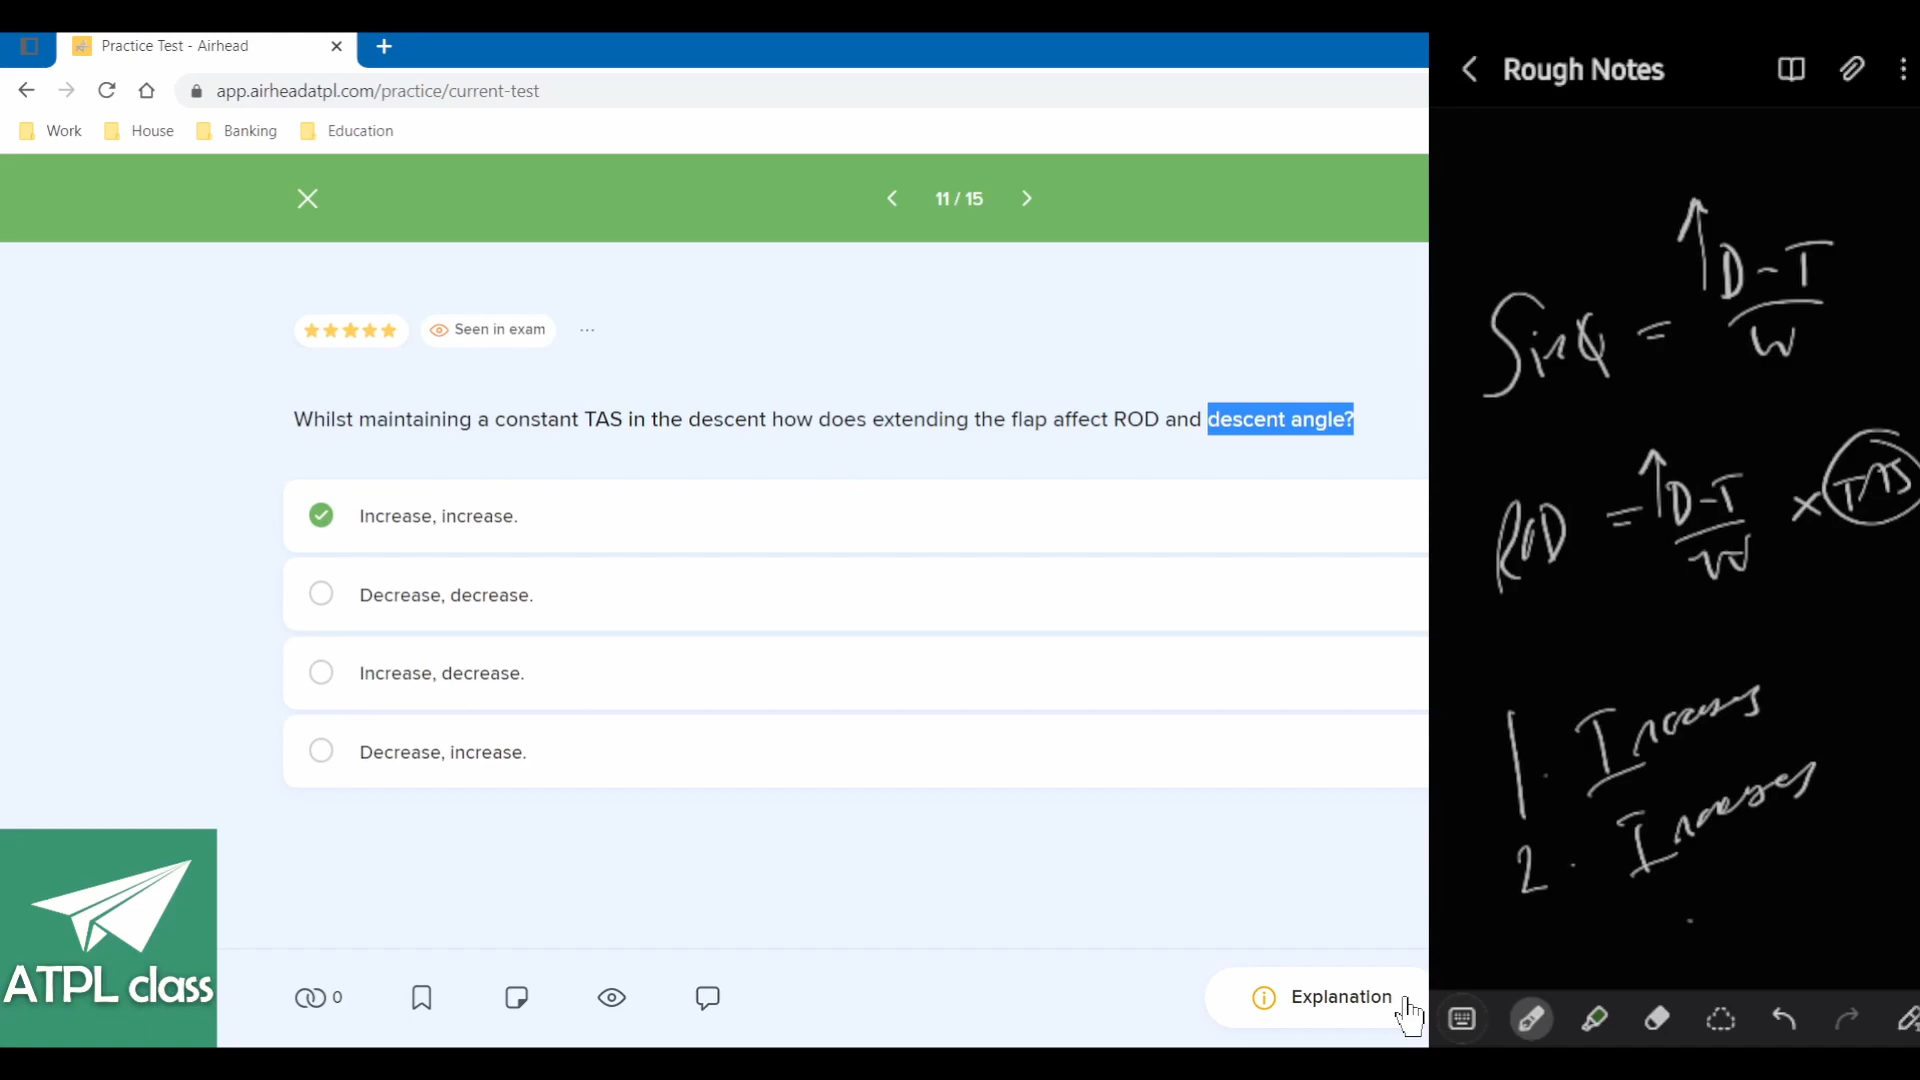 Practice Test - Airhead
app.airheadatpl.com/practice/current-test
Work House Banking Education
11 / 15
Seen in exam
Whilst maintaining a constant TAS in the descent how does extending the flap affect ROD and descent angle?
Increase, increase.
Decrease, decrease.
Increase, decrease.
Decrease, increase.
0
Explanation
ATPL class
Rough Notes
Sin φ = ↑D-T
W
ROD = ↑D-T × TAS
W
1. Increases
2. Increases